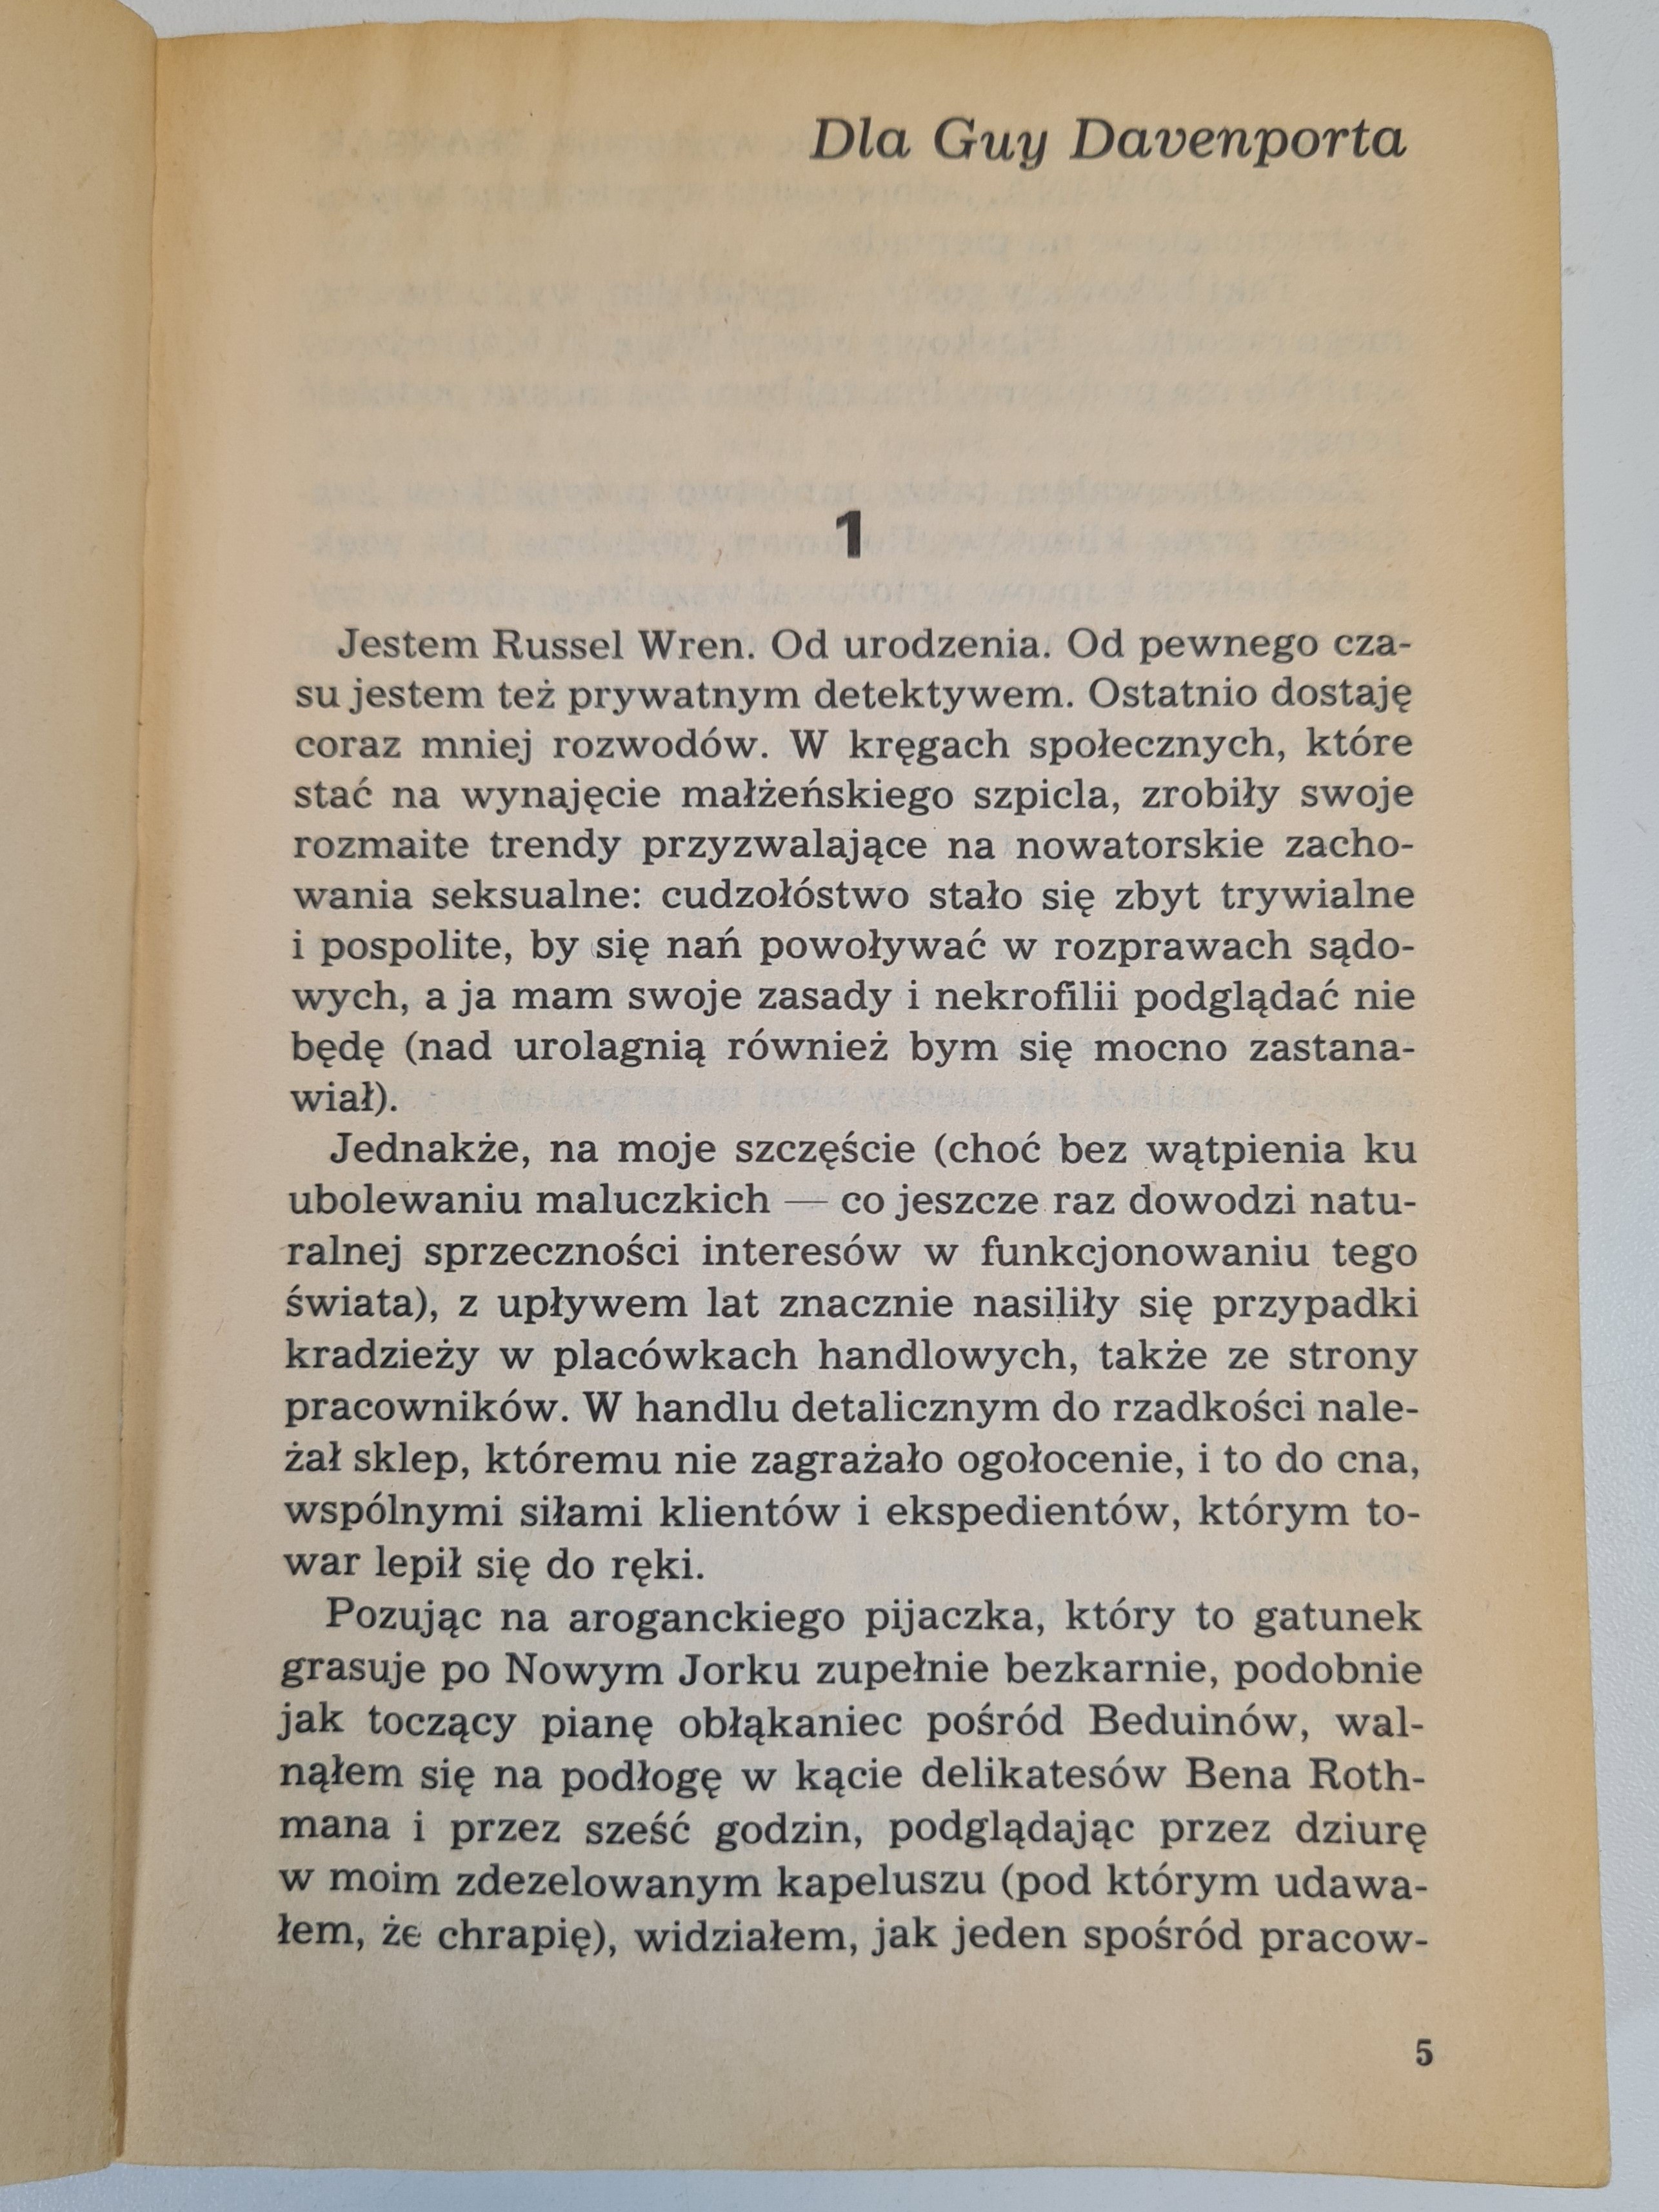 Dla Guy Davenporta
1
Jestem Russel Wren. Od urodzenia. Od pewnego cza-
su jestem też prywatnym detektywem. Ostatnio dostaję
coraz mniej rozwodów. W kręgach społecznych, które
stać na wynajęcie małżeńskiego szpicla, zrobiły swoje
rozmaite trendy przyzwalające na nowatorskie zacho-
wania seksualne: cudzołóstwo stało się zbyt trywialne
i pospolite, by się nań powoływać w rozprawach sądo-
wych, a ja mam swoje zasady i nekrofilii podglądać nie
będę (nad urolagnią również bym się mocno zastana-
wiał).
Jednakże, na moje szczęście (choć bez wątpienia ku
ubolewaniu maluczkich — co jeszcze raz dowodzi natu-
ralnej sprzeczności interesów w funkcjonowaniu tego
świata), z upływem lat znacznie nasiliły się przypadki
kradzieży w placówkach handlowych, także ze strony
pracowników. W handlu detalicznym do rzadkości nale-
żał sklep, któremu nie zagrażało ogołocenie, i to do cna,
wspólnymi siłami klientów i ekspedientów, którym to-
war lepił się do ręki.
Pozując na aroganckiego pijaczka, który to gatunek
grasuje po Nowym Jorku zupełnie bezkarnie, podobnie
jak toczący pianę obłąkaniec pośród Beduinów, wal-
nąłem się na podłogę w kącie delikatesów Bena Roth-
mana i przez sześć godzin, podglądając przez dziurę
w moim zdezelowanym kapeluszu (pod którym udawa-
łem, że chrapię), widziałem, jak jeden spośród pracow-
5